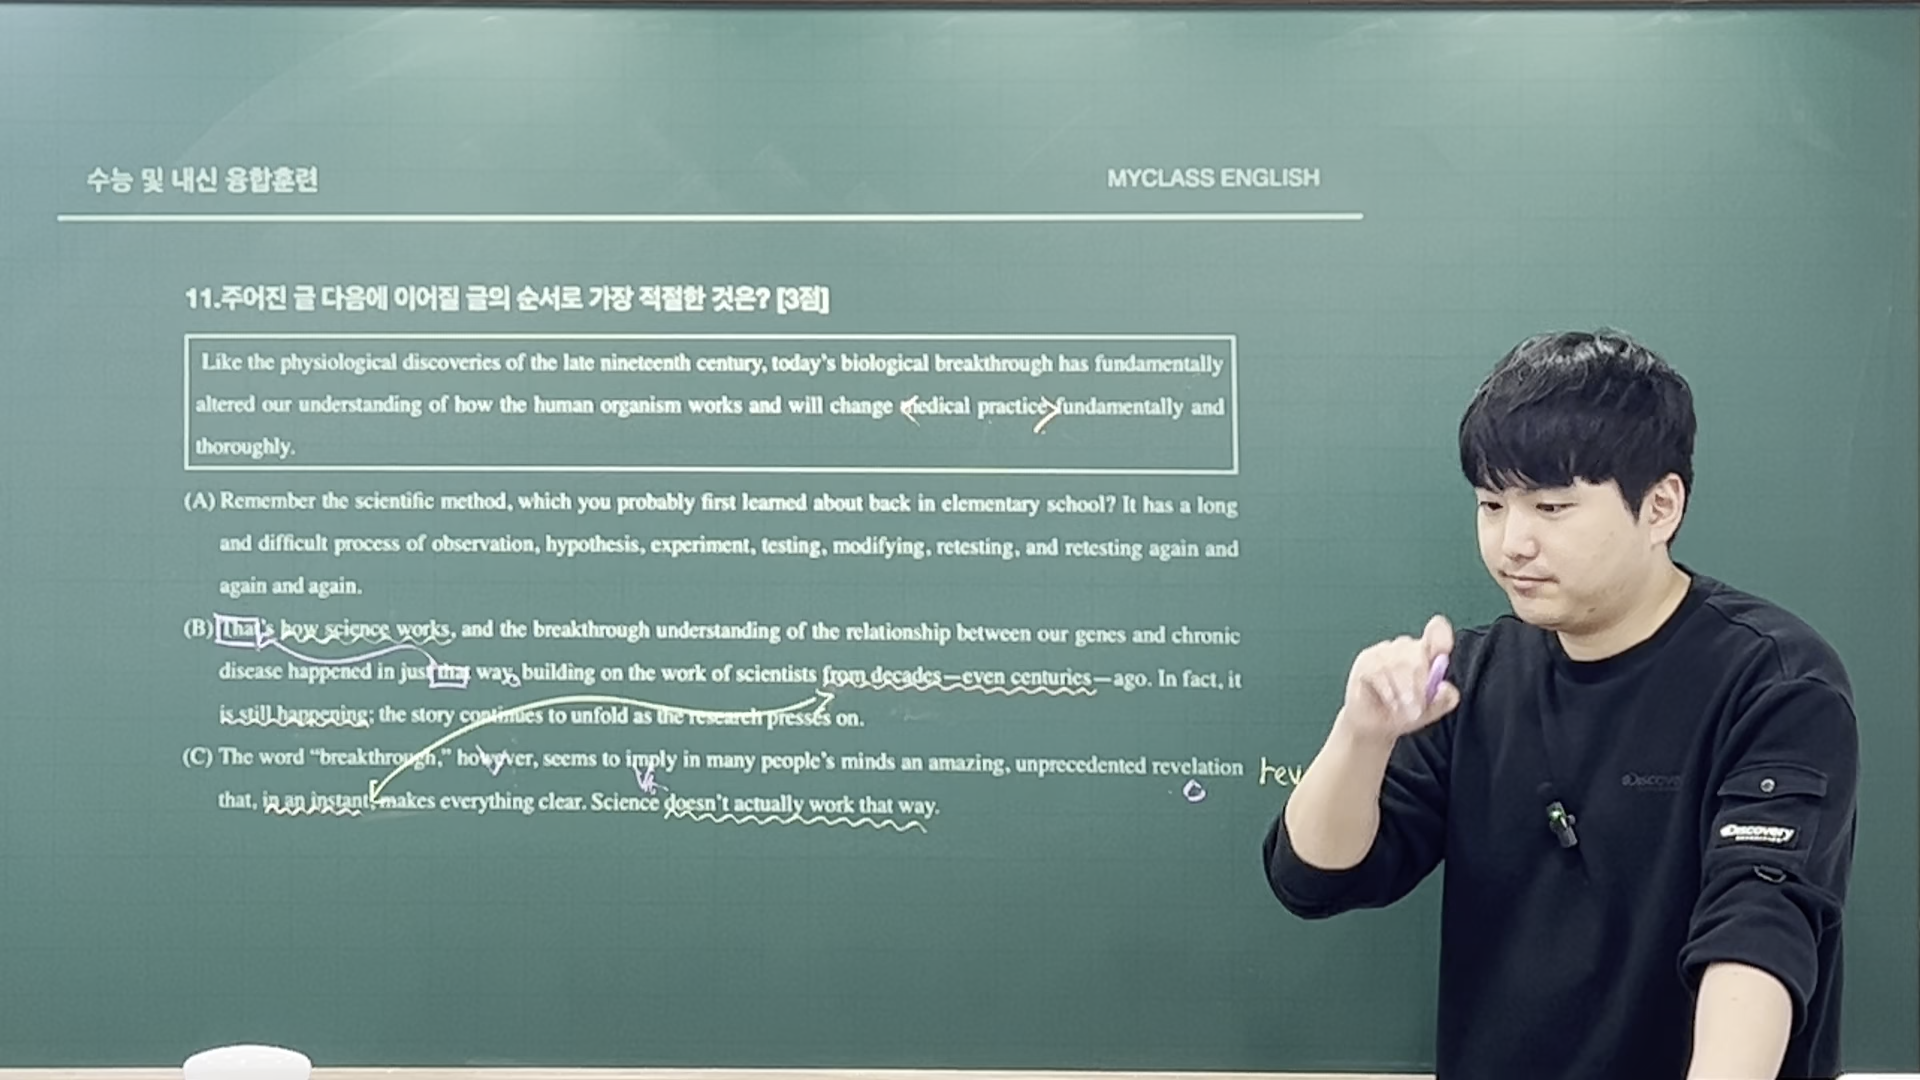 수능 및 내신 융합훈련
MYCLASS ENGLISH
11.주어진 글 다음에 이어질 글의 순서로 가장 적절한 것은? [3점]
Like the physiological discoveries of the late nineteenth century, today's biological breakthrough has fundamentally
altered our understanding of how the human organism works and will change medical practice fundamentally and
thoroughly.
(A) Remember the scientific method, which you probably first learned about back in elementary school? It has a long
and difficult process of observation, hypothesis, experiment, testing, modifying, retesting, and retesting again and
again and again.
(B) That's how science works, and the breakthrough understanding of the relationship between our genes and chronic
disease happened in just that way, building on the work of scientists from decades—even centuries—ago. In fact, it
is still happening; the story continues to unfold as the research presses on.
(C) The word “breakthrough,” however, seems to imply in many people's minds an amazing, unprecedented revelation
that, in an instant, makes everything clear. Science doesn't actually work that way.
rev
Discovery